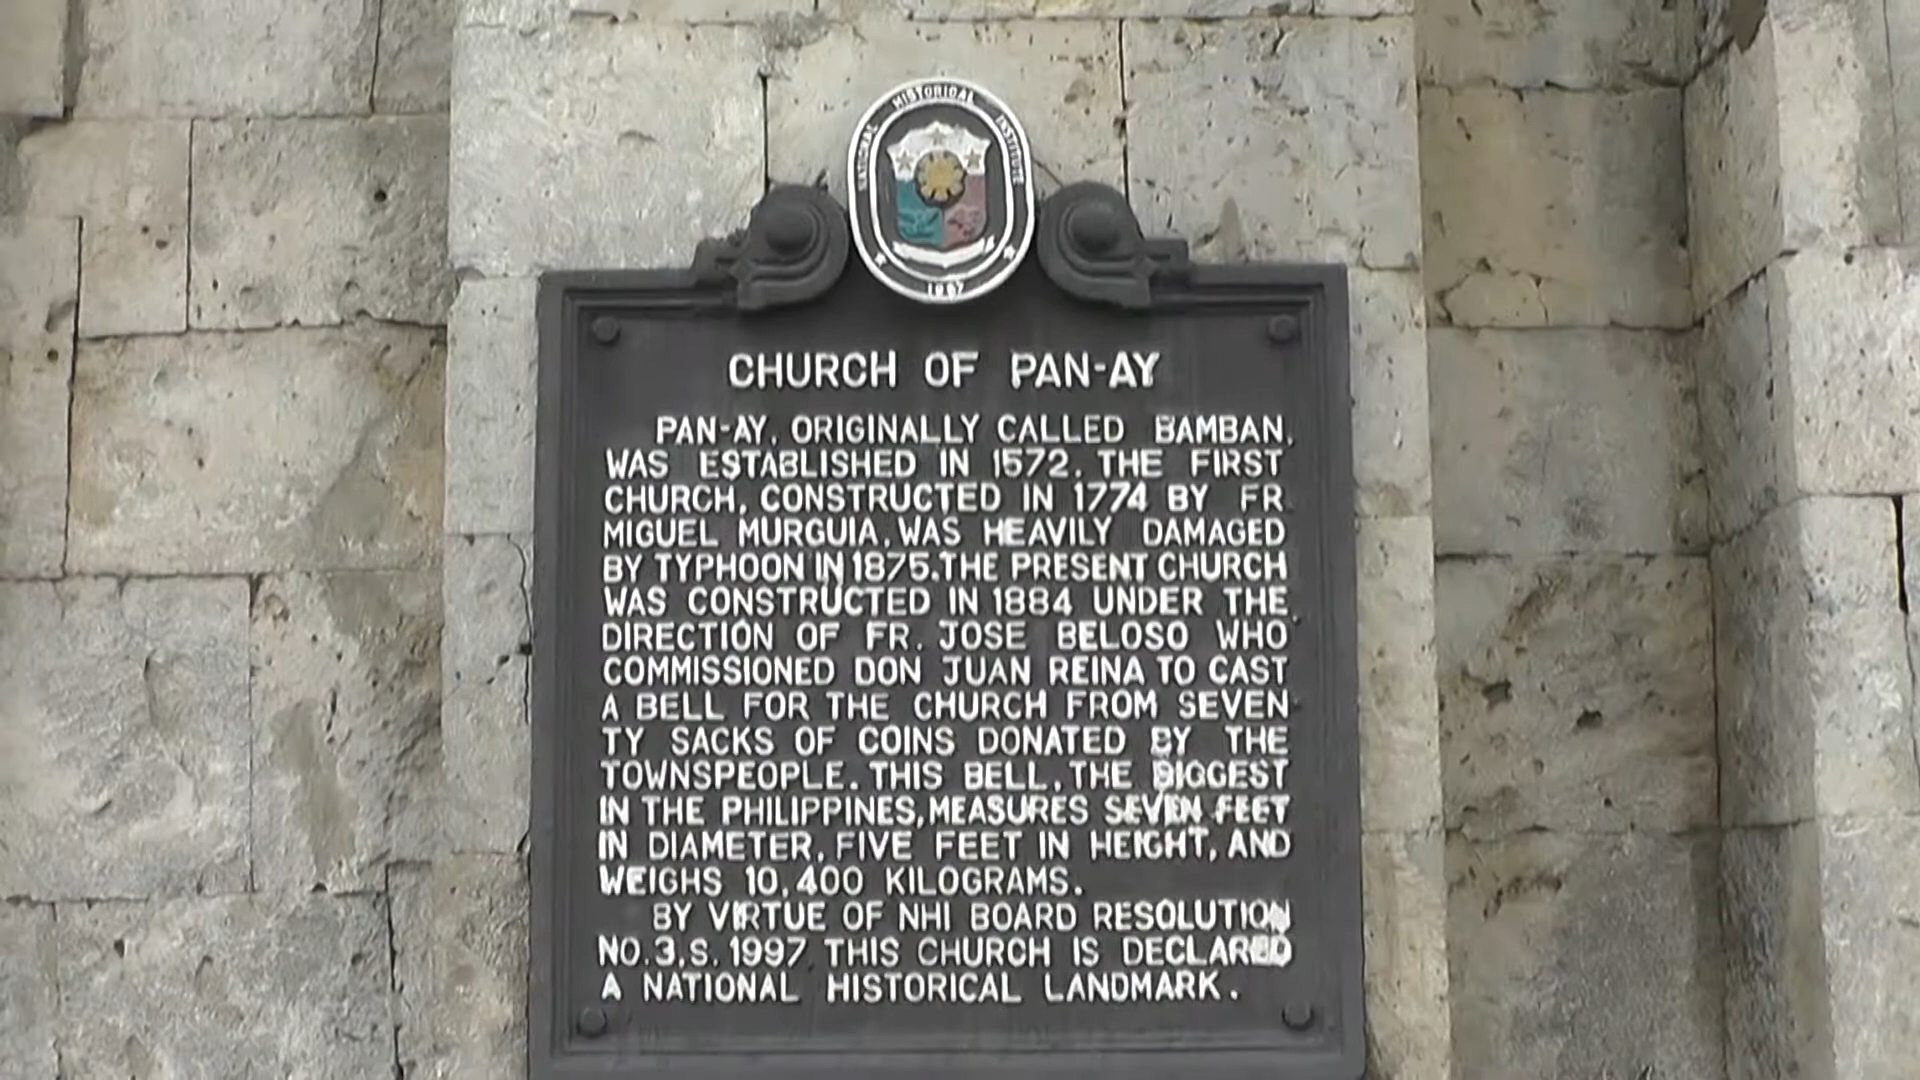 NATIONAL HISTORICAL INSTITUTE
CHURCH OF PAN-AY
PAN-AY, ORIGINALLY CALLED BAMBAN,
WAS ESTABLISHED IN 1572. THE FIRST
CHURCH, CONSTRUCTED IN 1774 BY FR
MIGUEL MURGUIA, WAS HEAVILY DAMAGED
BY TYPHOON IN 1875. THE PRESENT CHURCH
WAS CONSTRUCTED IN 1884 UNDER THE
DIRECTION OF FR. JOSE BELOSO WHO
COMMISSIONED DON JUAN REINA TO CAST
A BELL FOR THE CHURCH FROM SEVEN
TY SACKS OF COINS DONATED BY THE
TOWNSPEOPLE. THIS BELL, THE BIGGEST
IN THE PHILIPPINES, MEASURES SEVEN FEET
IN DIAMETER, FIVE FEET IN HEIGHT, AND
WEIGHS 10,400 KILOGRAMS.
BY VIRTUE OF NHI BOARD RESOLUTION
NO. 3, S. 1997 THIS CHURCH IS DECLARED
A NATIONAL HISTORICAL LANDMARK.